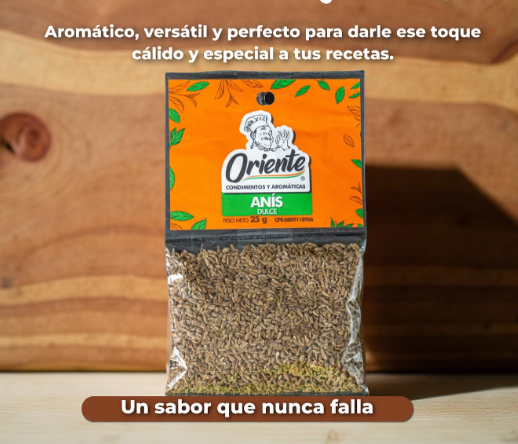 Aromático, versátil y perfecto para darle ese toque
cálido y especial a tus recetas.
Oriente
CONDIMENTOS Y AROMÁTICAS
ANÍS
DULCE
PESO NETO 25 g
Un sabor que nunca falla